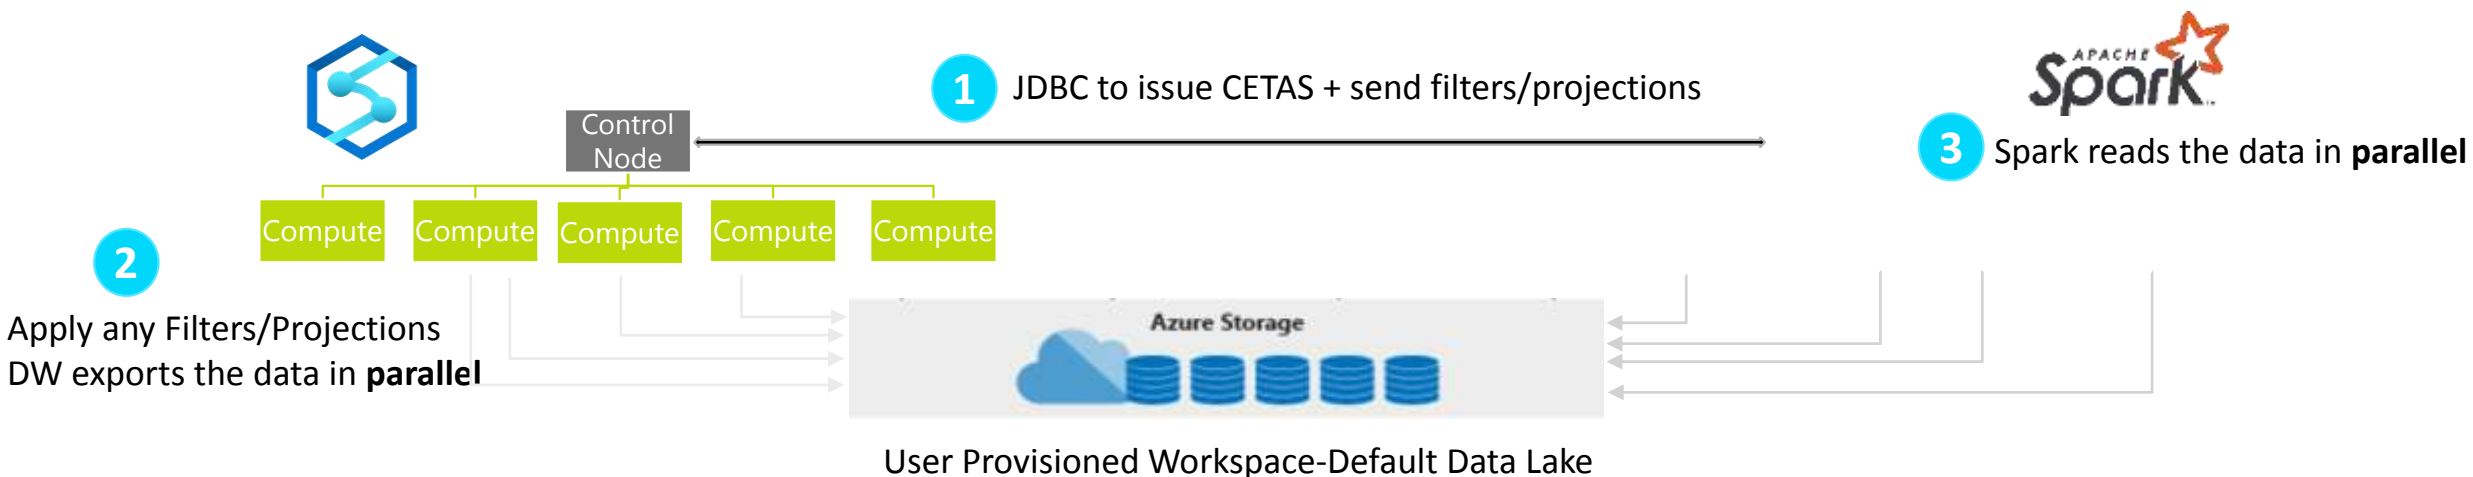 1
JDBC to issue CETAS + send filters/projections
APACHE
Spark
3
Spark reads the data in parallel
Control
Node
Compute
Compute
Compute
Compute
Compute
2
Apply any Filters/Projections
DW exports the data in parallel
Azure Storage
User Provisioned Workspace-Default Data Lake